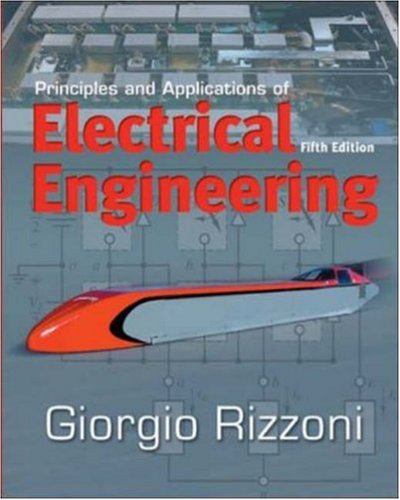 Principles and Applications of
Electrical
Fifth Edition
Engineering
Giorgio Rizzoni